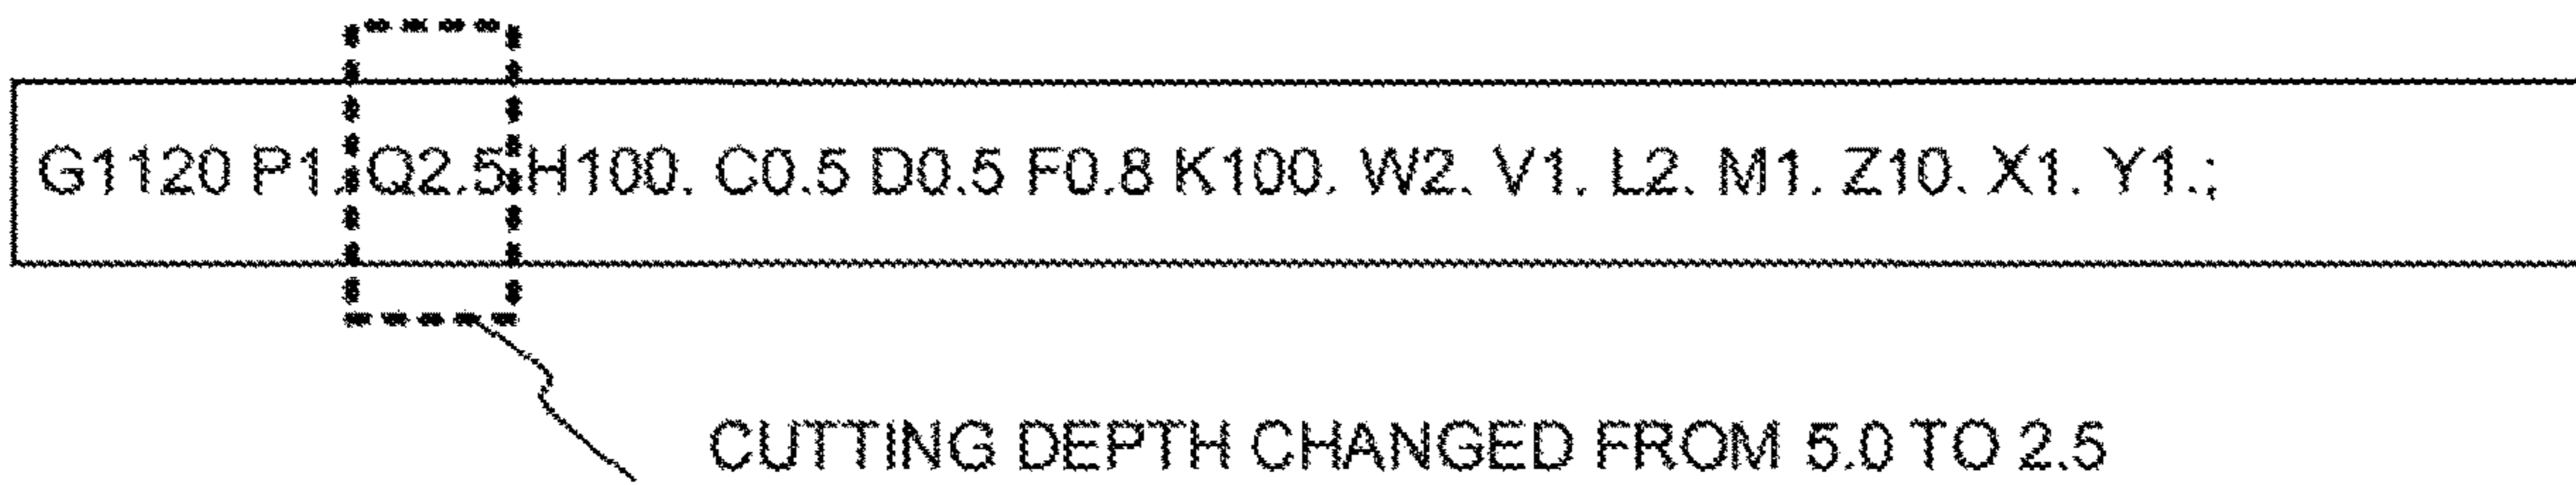 G1120 P1. Q2.5 H100. C0.5 D0.5 F0.8 K100. W2. V1. L2. M1. Z10. X1. Y1.;
CUTTING DEPTH CHANGED FROM 5.0 TO 2.5